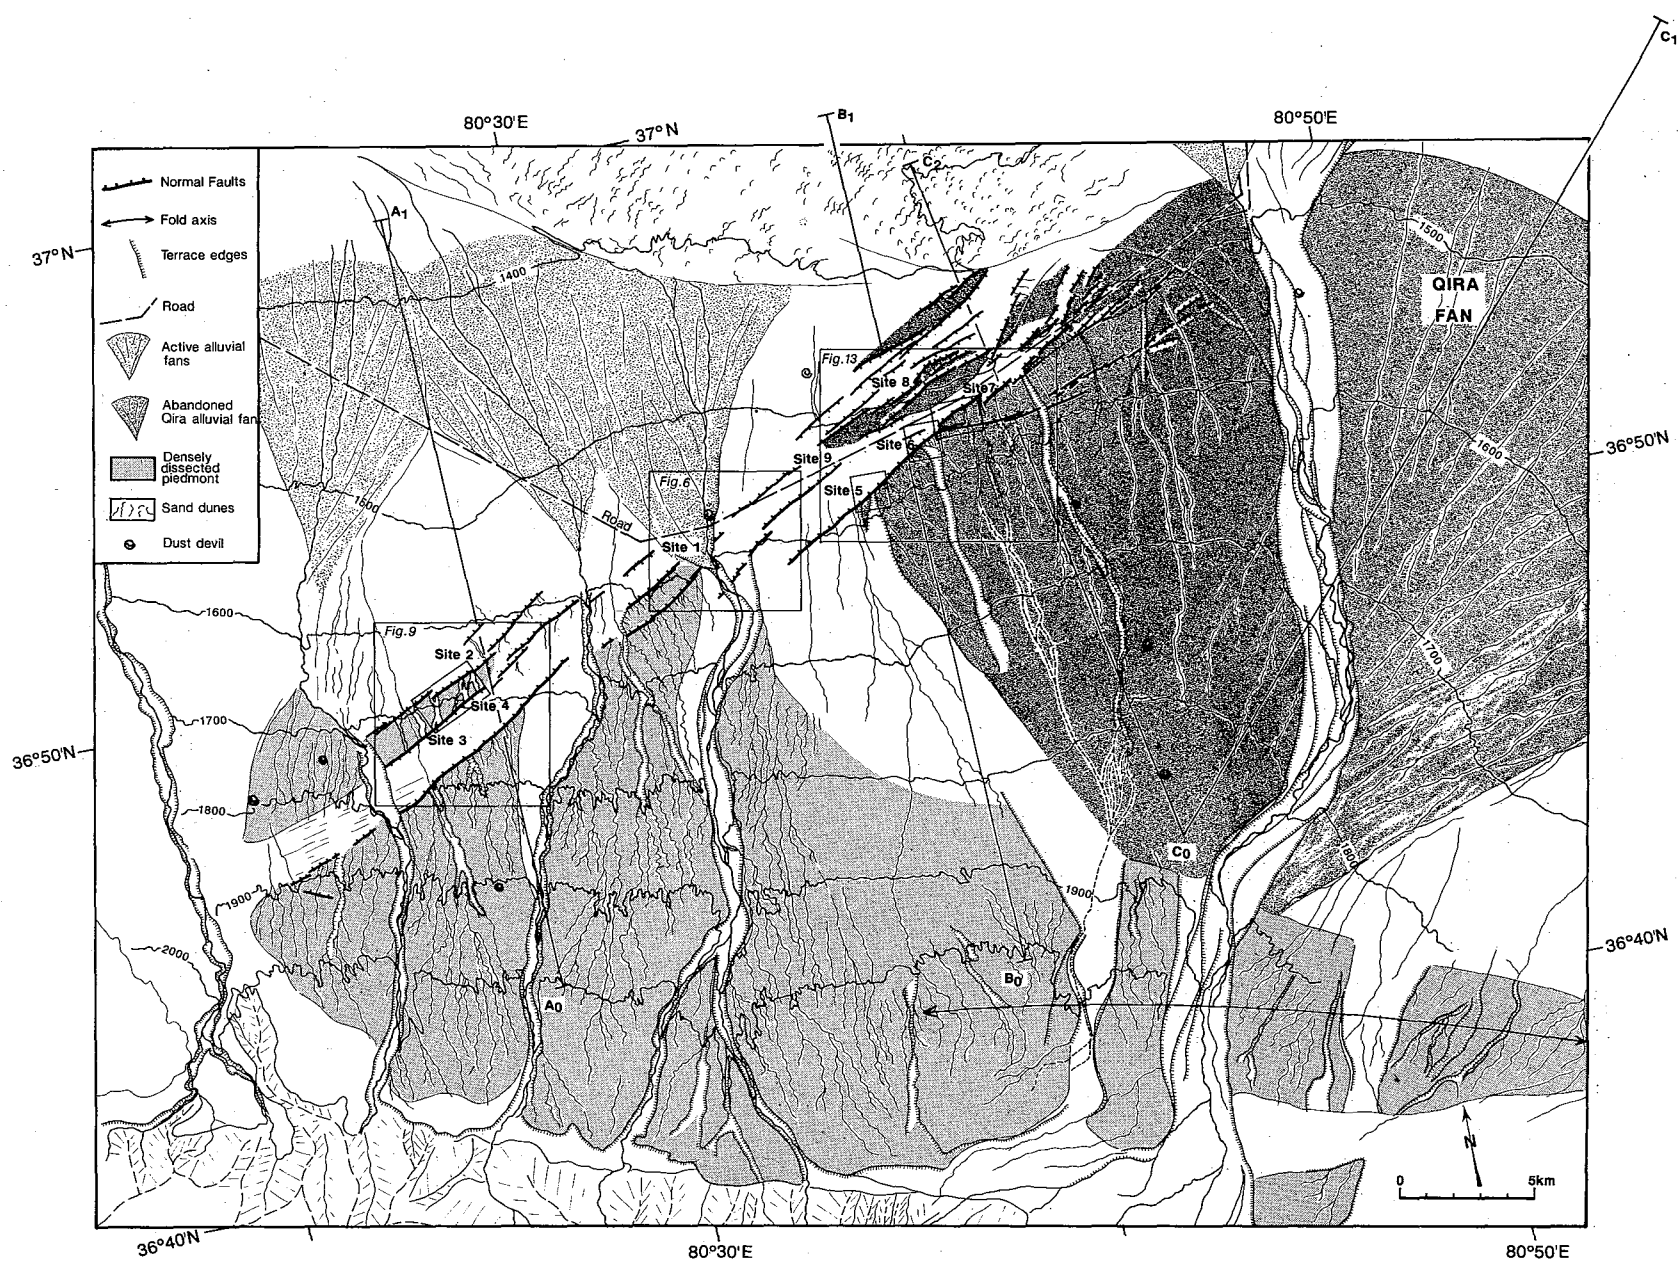 C₁
B₁
80°30'E
37°N
80°50'E
C₂
Normal Faults
Fold axis
Terrace edges
Road
Active alluvial
fans
Abandoned
Qira alluvial fan
Densely
dissected
piedmont
Sand dunes
Dust devil
A₁
37°N
1400
1500
QIRA
FAN
Fig.13
Site 8
Site7
Site 6
Site 9
Site 5
36°50'N
1600
Fig.6
1500
Road
Site 1
1600
Fig.9
Site 2
1700
Site 4
1700
Site 3
36°50'N
1800
C₀
1800
1900
1900
36°40'N
2000
B₀
A₀
N
0
5km
36°40'N
80°30'E
80°50'E